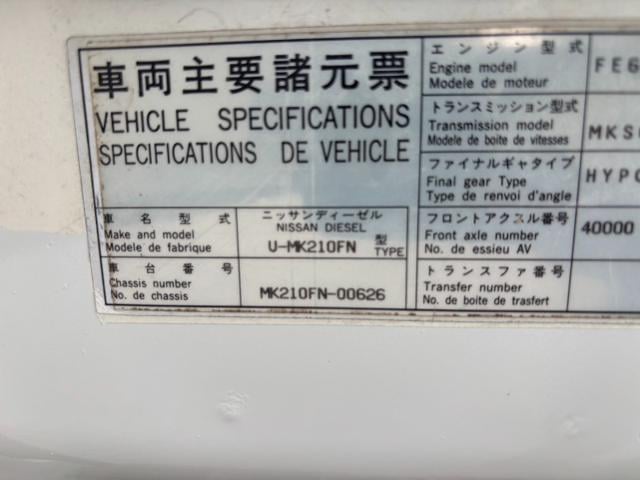 車両主要諸元票
VEHICLE SPECIFICATIONS
SPECIFICATIONS DE VEHICLE
車名型式
Make and model
Modele de fabrique
ニッサンディーゼル
NISSAN DIESEL
U-MK210FN 型
TYPE
車台番号
Chassis number
No. de chassis
MK210FN-00626
エンジン型式
Engine model
Modele de moteur
FE6
トランスミッション型式
Transmission model
Modele de boite de vitesses
MKS
ファイナルギヤタイプ
Final gear Type
Type de renvoi d'angle
HYPO
フロントアクスル番号
Front axle number
No. de essieu AV
40000
トランスファ番号
Transfer number
No. de boite de trasfert